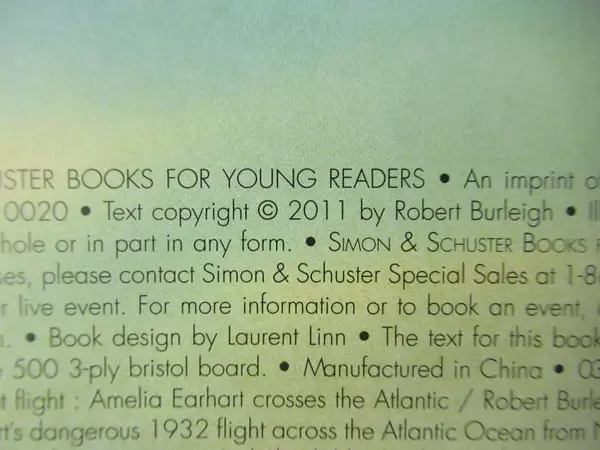 USTER BOOKS FOR YOUNG READERS • An imprint o
0020 • Text copyright © 2011 by Robert Burleigh • Il
hole or in part in any form. • SIMON & SCHUSTER BOOKS F
ses, please contact Simon & Schuster Special Sales at 1-8
r live event. For more information or to book an event,
n. • Book design by Laurent Linn • The text for this book
e 500 3-ply bristol board. • Manufactured in China • 03
t flight : Amelia Earhart crosses the Atlantic / Robert Burle
rt's dangerous 1932 flight across the Atlantic Ocean from N